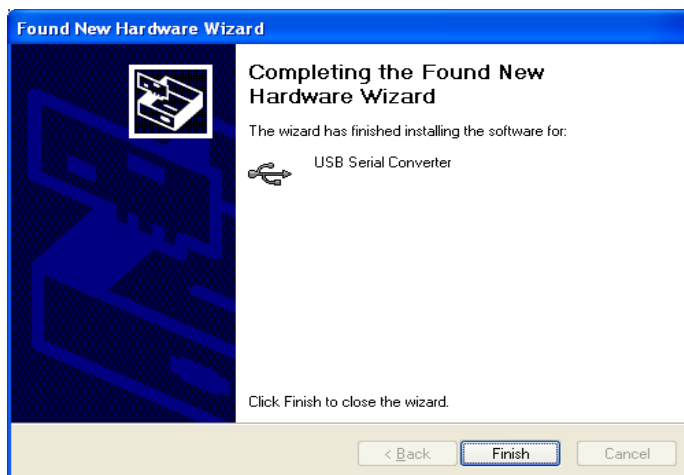 Found New Hardware Wizard
Completing the Found New
Hardware Wizard
The wizard has finished installing the software for:
USB Serial Converter
Click Finish to close the wizard.
< Back
Finish
Cancel